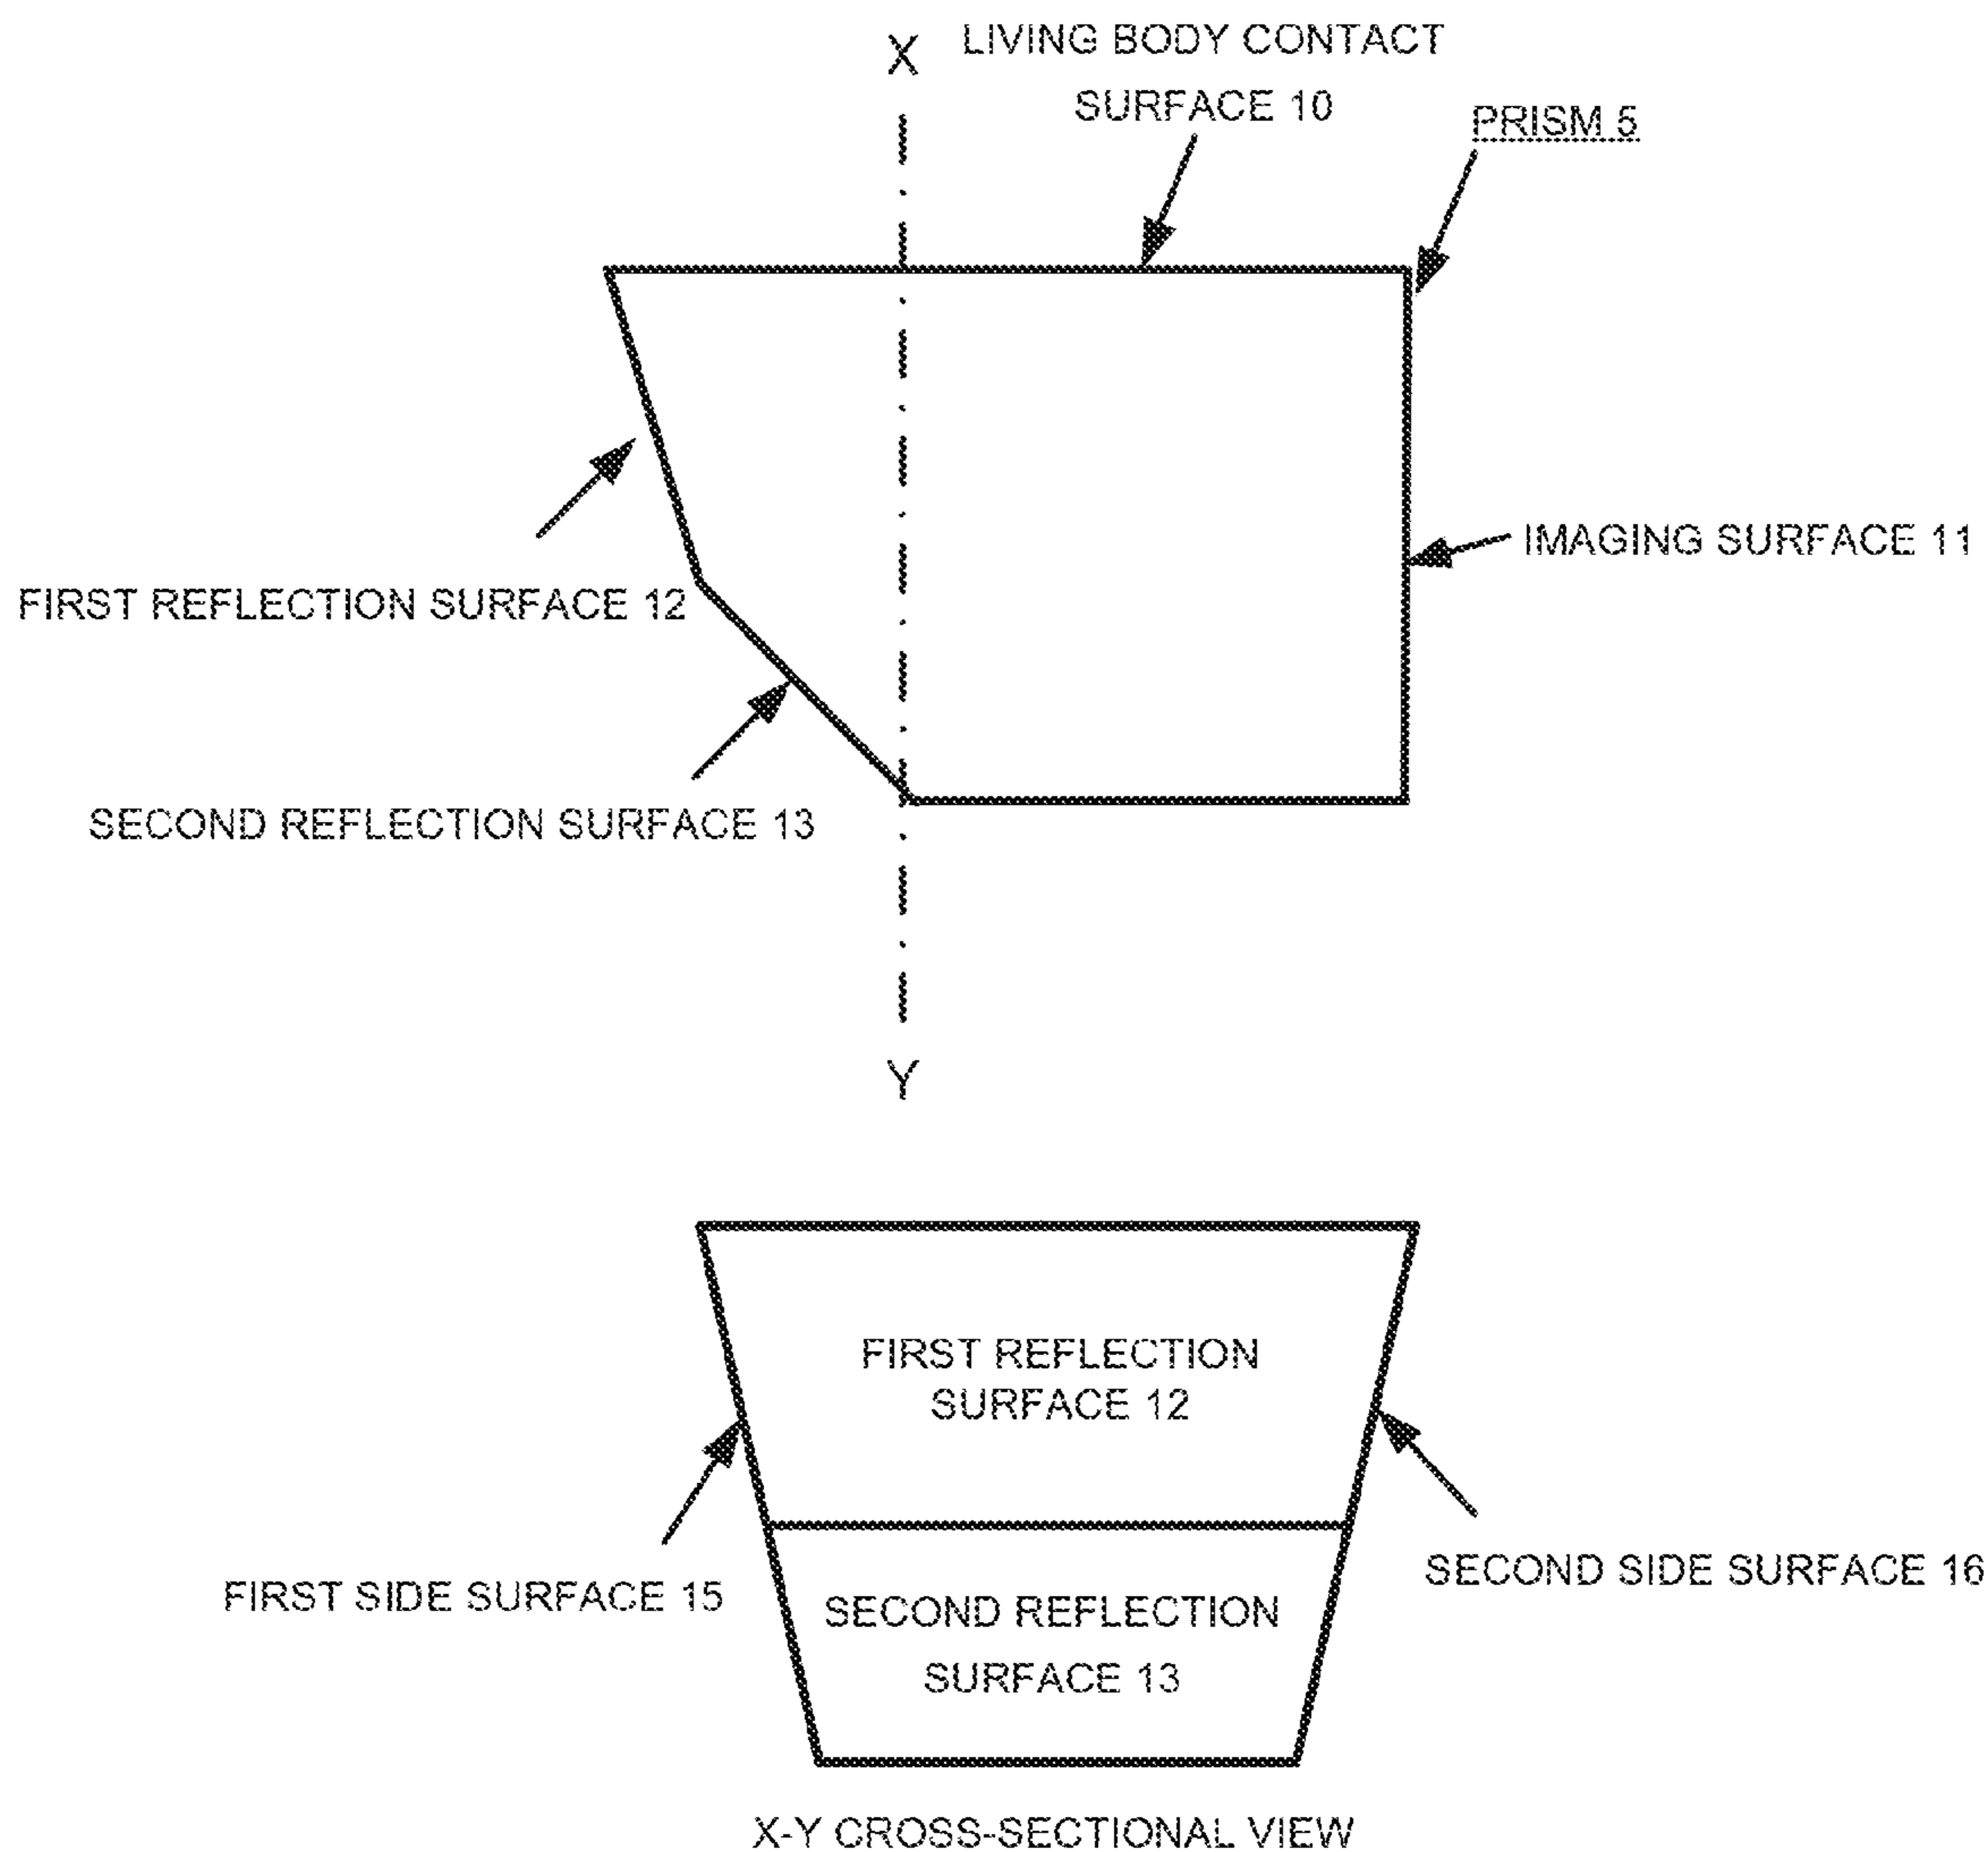 X
LIVING BODY CONTACT
SURFACE 10
PRISM 5
IMAGING SURFACE 11
FIRST REFLECTION SURFACE 12
SECOND REFLECTION SURFACE 13
Y
FIRST REFLECTION
SURFACE 12
FIRST SIDE SURFACE 15
SECOND SIDE SURFACE 16
SECOND REFLECTION
SURFACE 13
X-Y CROSS-SECTIONAL VIEW